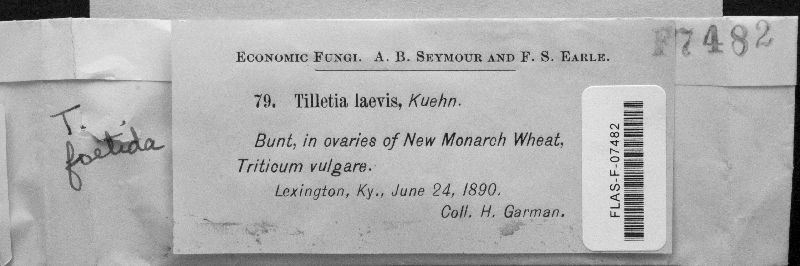 ECONOMIC FUNGI. A. B. SEYMOUR AND F. S. EARLE.
F7482
79. Tilletia laevis, Kuehn.
T.
foetida
Bunt, in ovaries of New Monarch Wheat,
Triticum vulgare.
Lexington, Ky., June 24, 1890.
Coll. H. Garman.
FLAS-F-07482